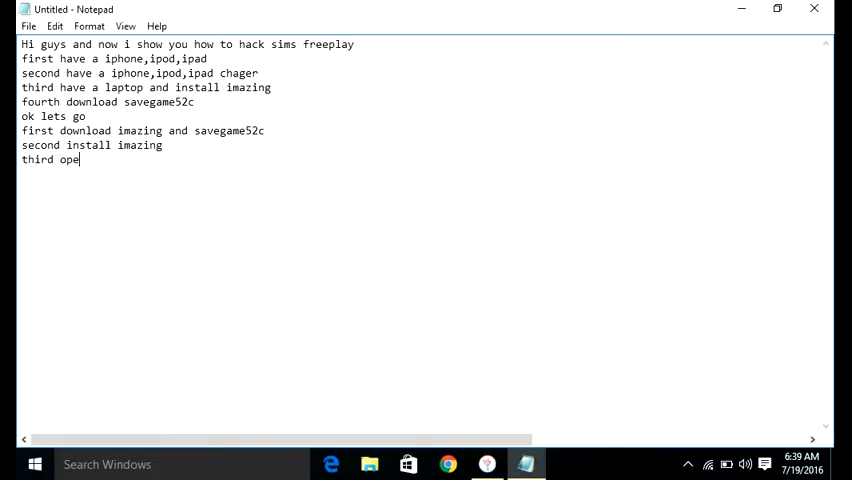 Untitled - Notepad
File Edit Format View Help
Hi guys and now i show you how to hack sims freeplay
first have a iphone,ipod,ipad
second have a iphone,ipod,ipad chager
third have a laptop and install imazing
fourth download savegame52c
ok lets go
first download imazing and savegame52c
second install imazing
third ope
Search Windows
6:39 AM
7/19/2016